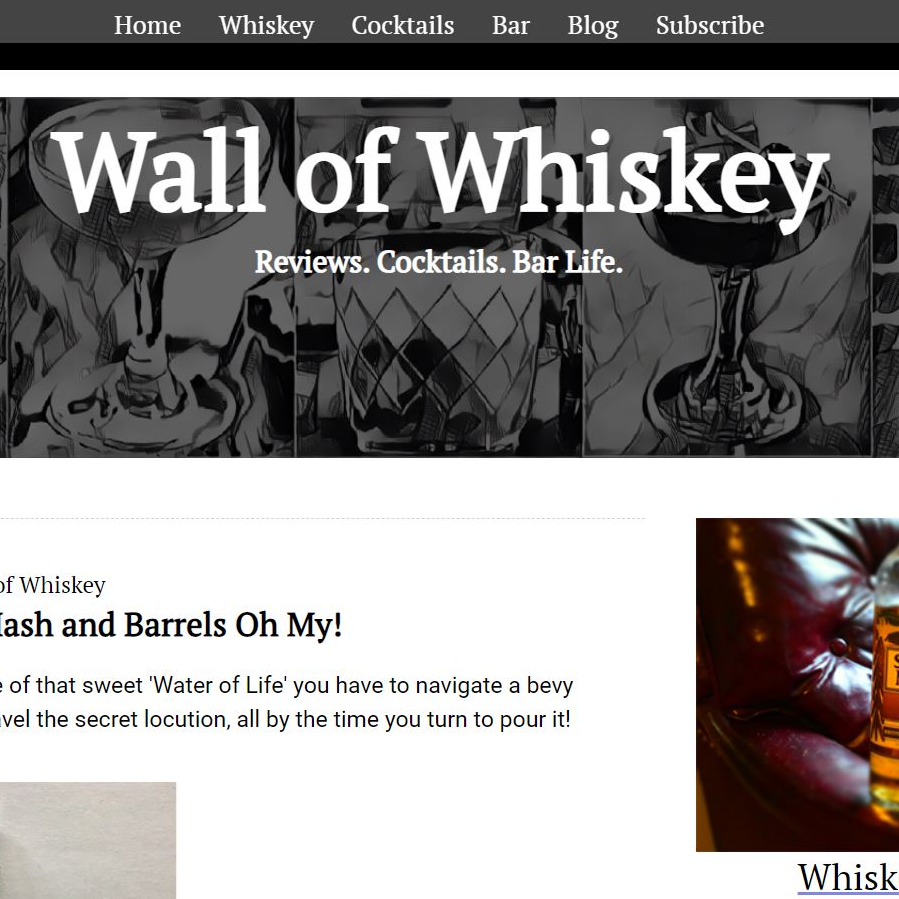 Home Whiskey Cocktails Bar Blog Subscribe
Wall of Whiskey
Reviews. Cocktails. Bar Life.
of Whiskey
ash and Barrels Oh My!
of that sweet 'Water of Life' you have to navigate a bevy
the secret locution, all by the time you turn to pour it!
Whisk